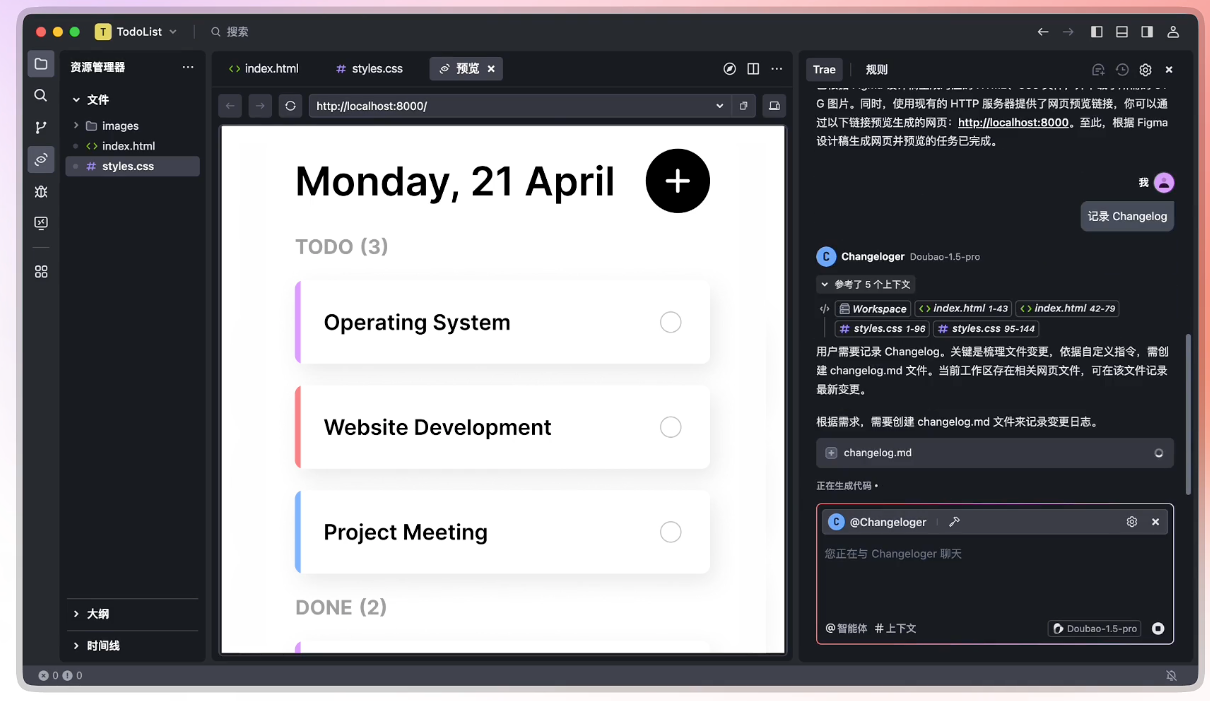 T TodoList
搜索
资源管理器
文件
images
<> index.html
# styles.css
大纲
时间线
<> index.html
# styles.css
预览
http://localhost:8000/
Monday, 21 April
TODO (3)
Operating System
Website Development
Project Meeting
DONE (2)
Trae
规则
G 图片。同时，使用现有的 HTTP 服务器提供了网页预览链接，你可以通
过以下链接预览生成的网页：http://localhost:8000。至此，根据 Figma
设计稿生成网页并预览的任务已完成。
我
记录 Changelog
C Changeloger Doubao-1.5-pro
参考了 5 个上下文
Workspace <> index.html 1-43 <> index.html 42-79
# styles.css 1-96 # styles.css 95-144
用户需要记录 Changelog。关键是梳理文件变更，依据自定义指令，需创
建 changelog.md 文件。当前工作区存在相关网页文件，可在该文件记录
最新变更。
根据需求，需要创建 changelog.md 文件来记录变更日志。
changelog.md
正在生成代码
C @Changeloger
您正在与 Changeloger 聊天
@智能体 # 上下文
Doubao-1.5-pro
0 0